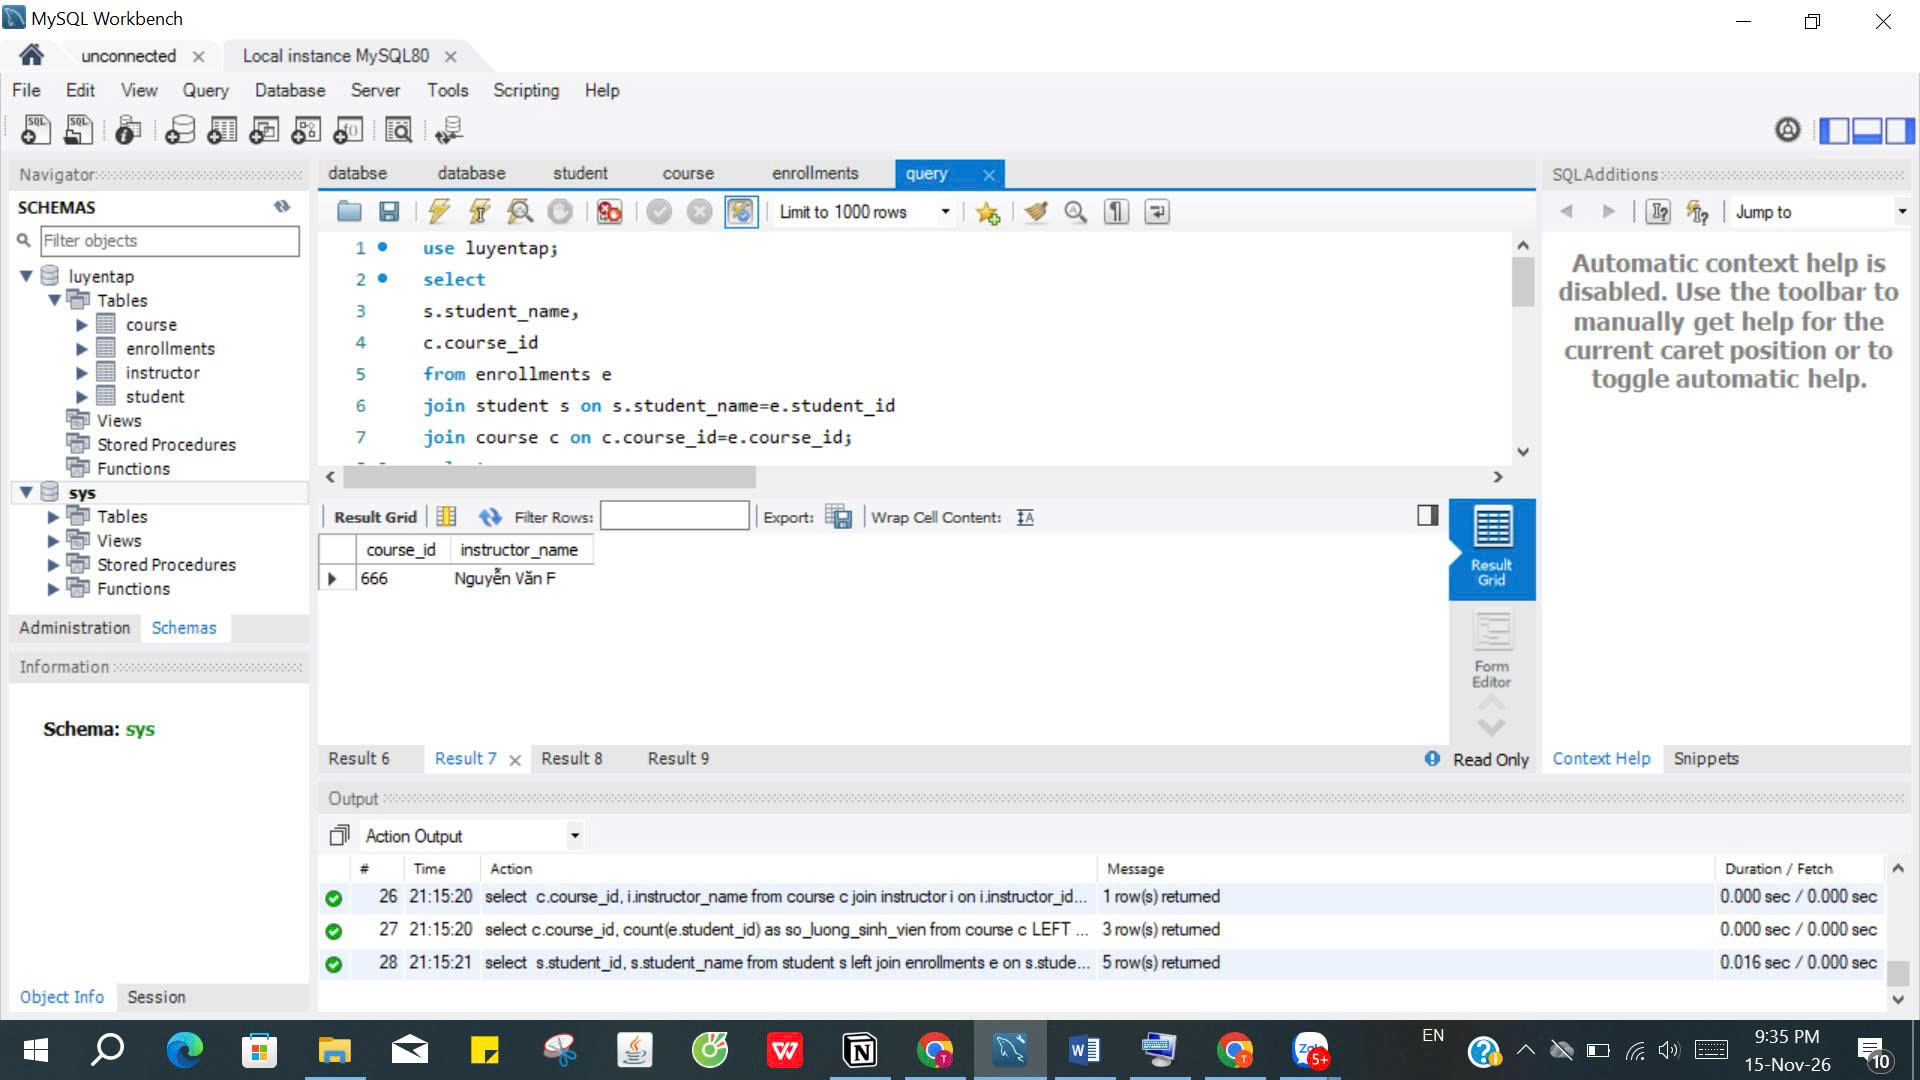 MySQL Workbench
unconnected
Local instance MySQL80
File Edit View Query Database Server Tools Scripting Help
Navigator
SCHEMAS
Filter objects
luyentap
Tables
course
enrollments
instructor
student
Views
Stored Procedures
Functions
sys
Tables
Views
Stored Procedures
Functions
Administration Schemas
Information
Schema: sys
Object Info Session
databse database student course enrollments query
Limit to 1000 rows
1 use luyentap;
2 select
3 s.student_name,
4 c.course_id
5 from enrollments e
6 join student s on s.student_name=e.student_id
7 join course c on c.course_id=e.course_id;
Result Grid Filter Rows: Export: Wrap Cell Content:
course_id instructor_name
666 Nguyễn Văn F
Result Grid
Form Editor
Result 6 Result 7 Result 8 Result 9 Read Only
SQLAdditions
Jump to
Automatic context help is
disabled. Use the toolbar to
manually get help for the
current caret position or to
toggle automatic help.
Context Help Snippets
Output
Action Output
# Time Action Message Duration / Fetch
26 21:15:20 select c.course_id, i.instructor_name from course c join instructor i on i.instructor_id... 1 row(s) returned 0.000 sec / 0.000 sec
27 21:15:20 select c.course_id, count(e.student_id) as so_luong_sinh_vien from course c LEFT ... 3 row(s) returned 0.000 sec / 0.000 sec
28 21:15:21 select s.student_id, s.student_name from student s left join enrollments e on s.stude... 5 row(s) returned 0.016 sec / 0.000 sec
EN
9:35 PM
15-Nov-26
10
5+